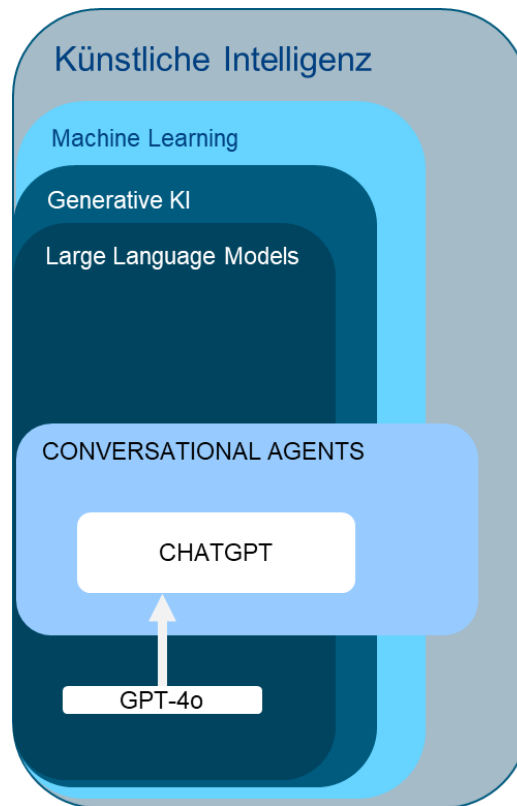 Künstliche Intelligenz
Machine Learning
Generative KI
Large Language Models
CONVERSATIONAL AGENTS
CHATGPT
GPT-4o